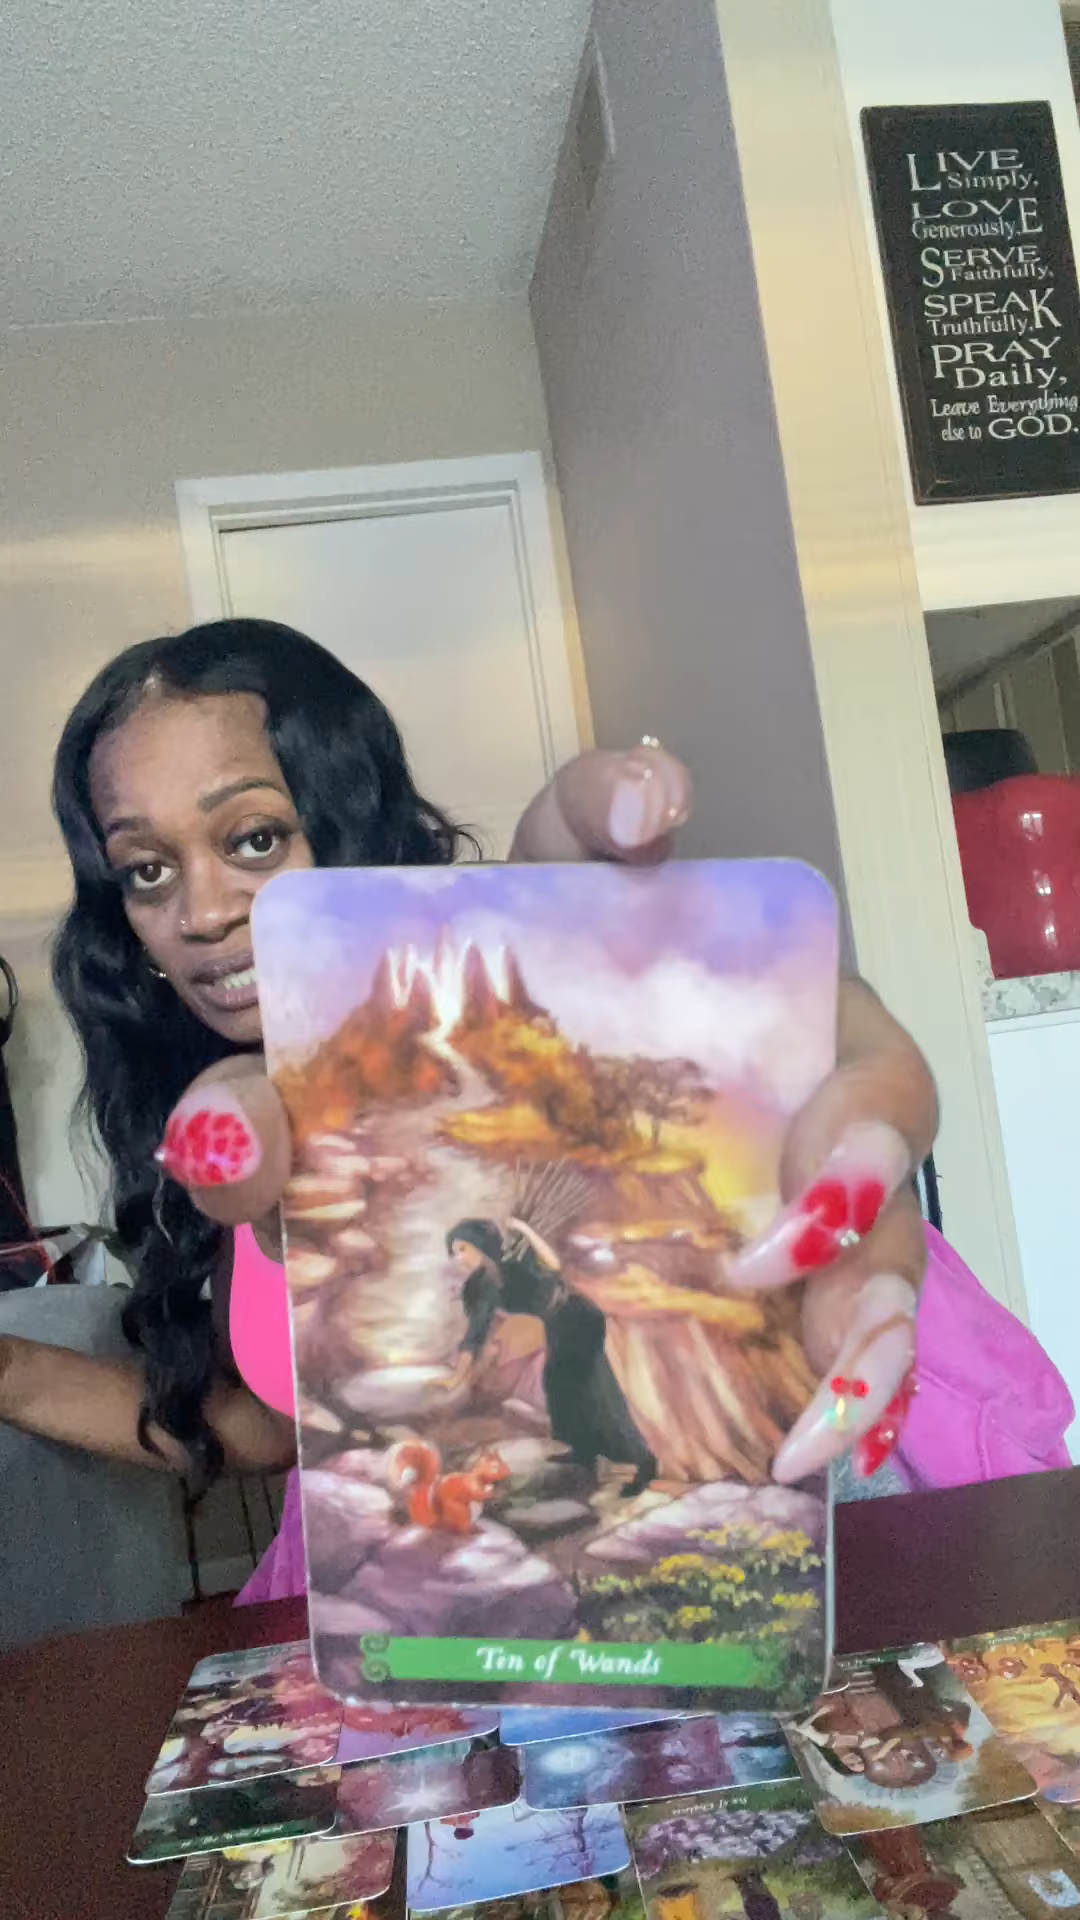 LIVE
Simply,
LOVE
Generously,
SERVE
Faithfully,
SPEAK
Truthfully,
PRAY
Daily,
Leave Everything
else to GOD.
Ten of Wands